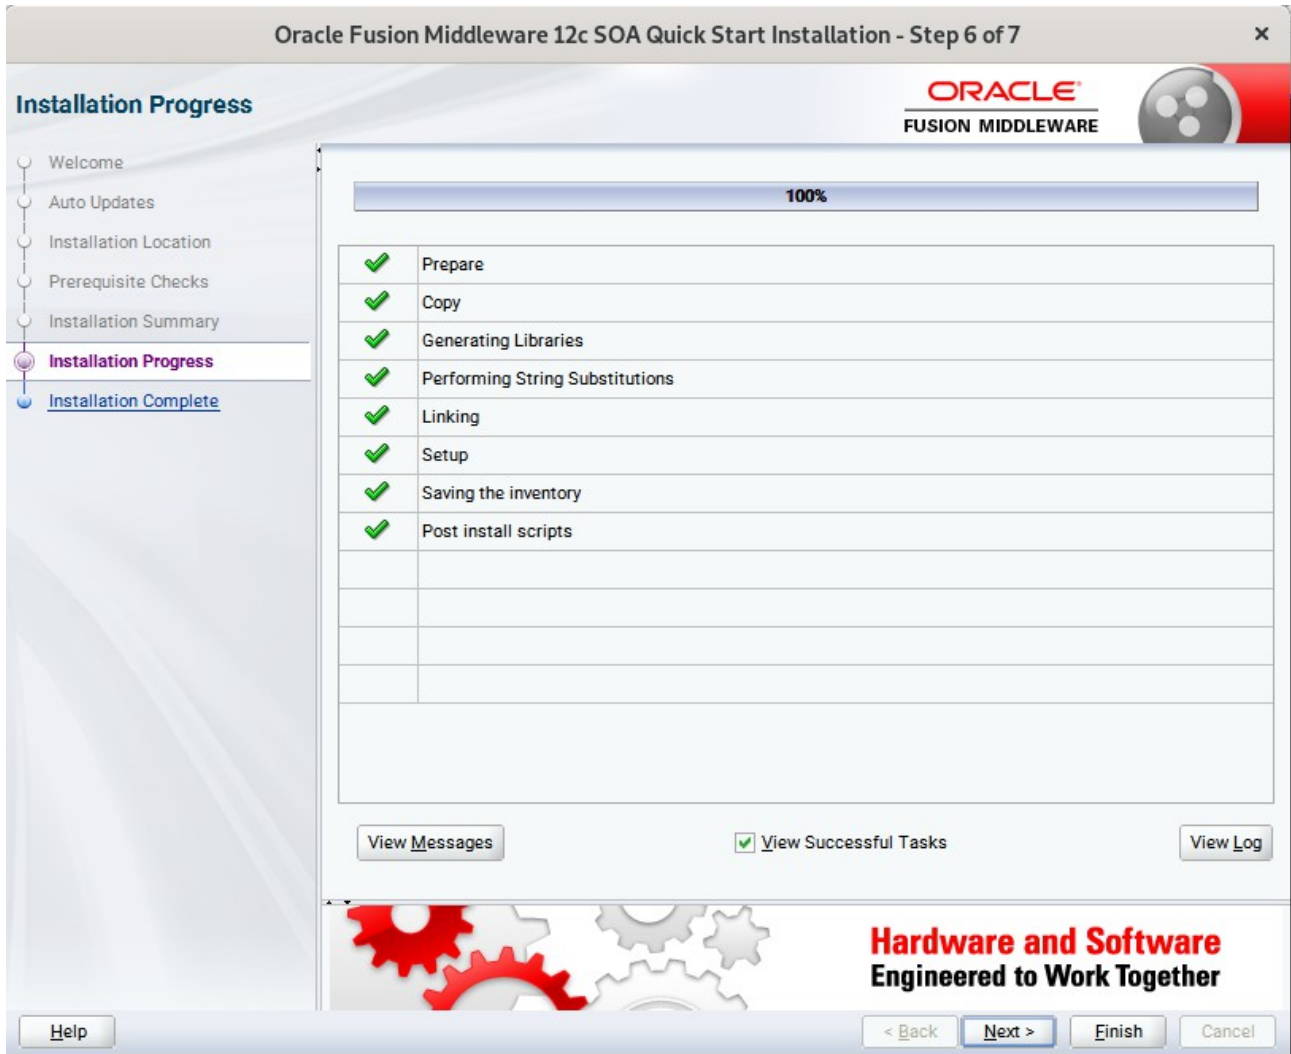 Oracle Fusion Middleware 12c SOA Quick Start Installation - Step 6 of 7
Installation Progress
ORACLE
FUSION MIDDLEWARE
Welcome
Auto Updates
Installation Location
Prerequisite Checks
Installation Summary
Installation Progress
Installation Complete
100%
Prepare
Copy
Generating Libraries
Performing String Substitutions
Linking
Setup
Saving the inventory
Post install scripts
View Messages
View Successful Tasks
View Log
Hardware and Software
Engineered to Work Together
Help
< Back
Next >
Finish
Cancel